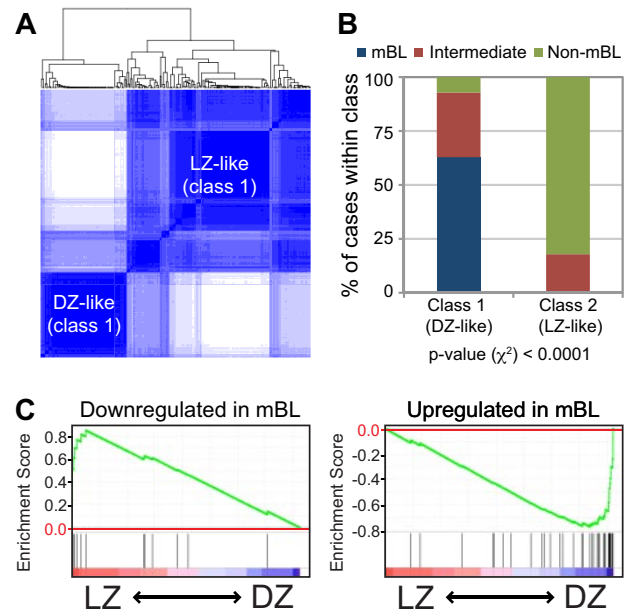 A
LZ-like
(class 1)
DZ-like
(class 1)
B
mBL Intermediate Non-mBL
% of cases within class
100
75
50
25
0
Class 1
(DZ-like)
Class 2
(LZ-like)
p-value (χ²) < 0.0001
C
Downregulated in mBL
Enrichment Score
0.8
0.6
0.4
0.2
0.0
LZ DZ
Upregulated in mBL
Enrichment Score
0.0
-0.2
-0.4
-0.6
-0.8
LZ DZ